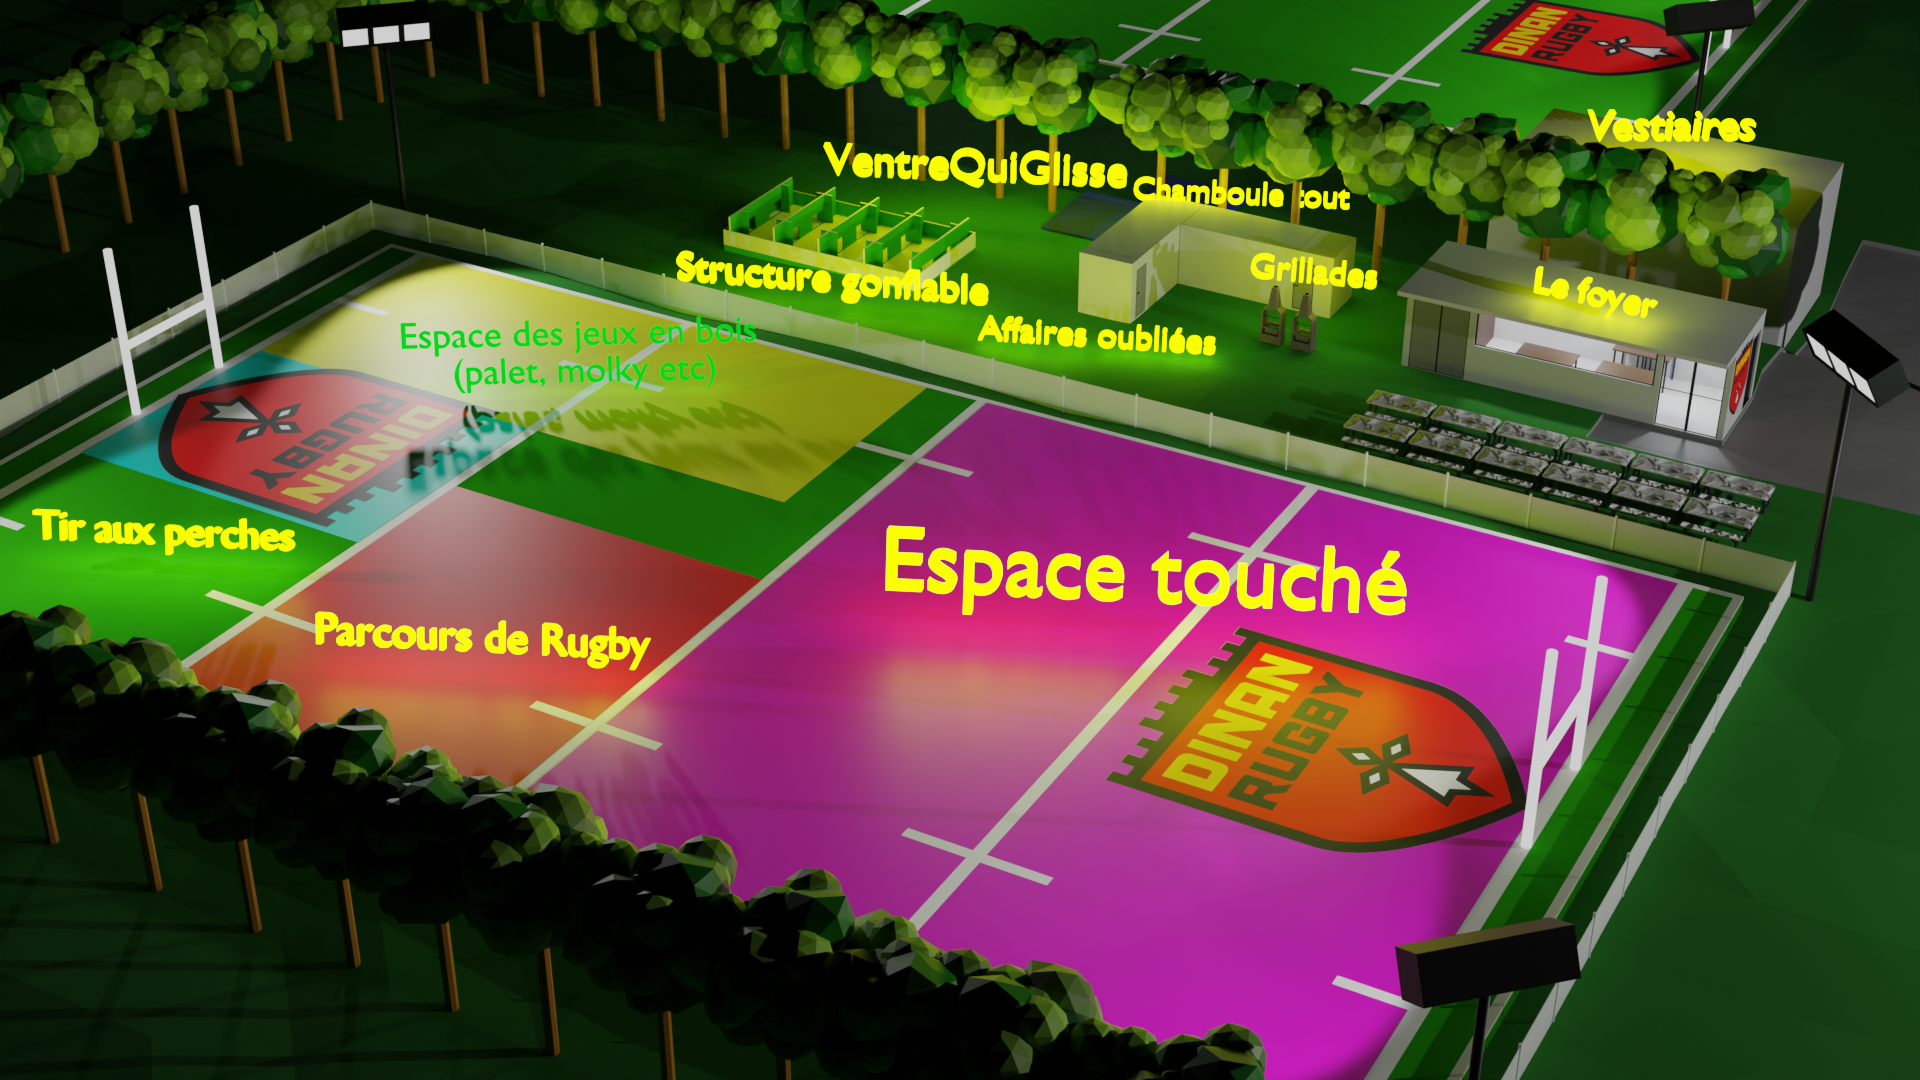 DINAN
RUGBY
Vestiaires
VentreQuiGlisse
Chamboule tout
Structure gonflable
Grillades
Le foyer
Affaires oubliées
Espace des jeux en bois
(palet, molky etc)
DINAN
RUGBY
Tir aux perches
Parcours de Rugby
Espace touché
DINAN
RUGBY